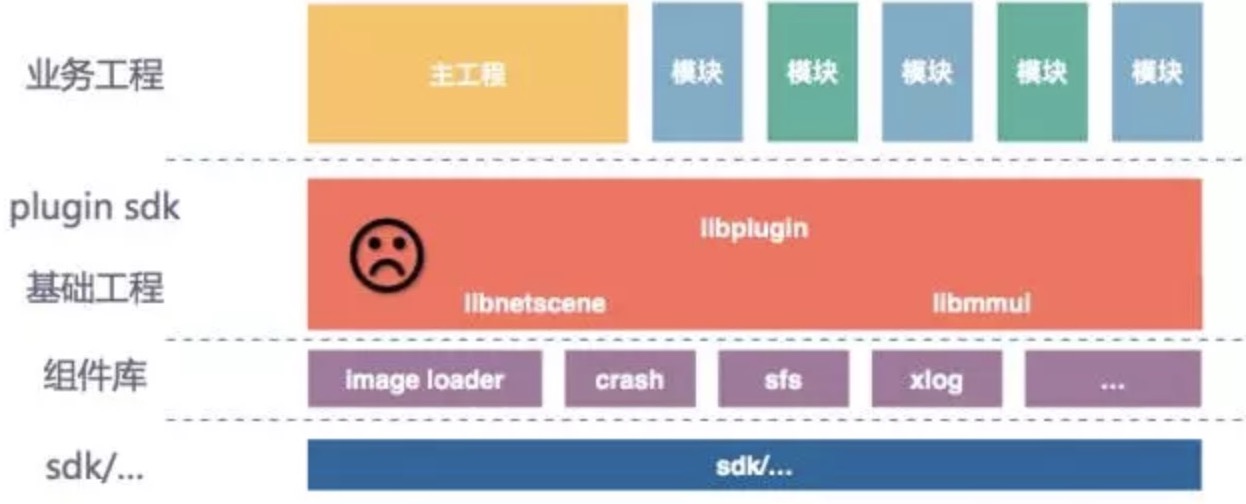 业务工程
主工程
模块
模块
模块
模块
模块
plugin sdk
libplugin
基础工程
libnetscene
libmmui
组件库
image loader
crash
sfs
xlog
...
sdk/...
sdk/...